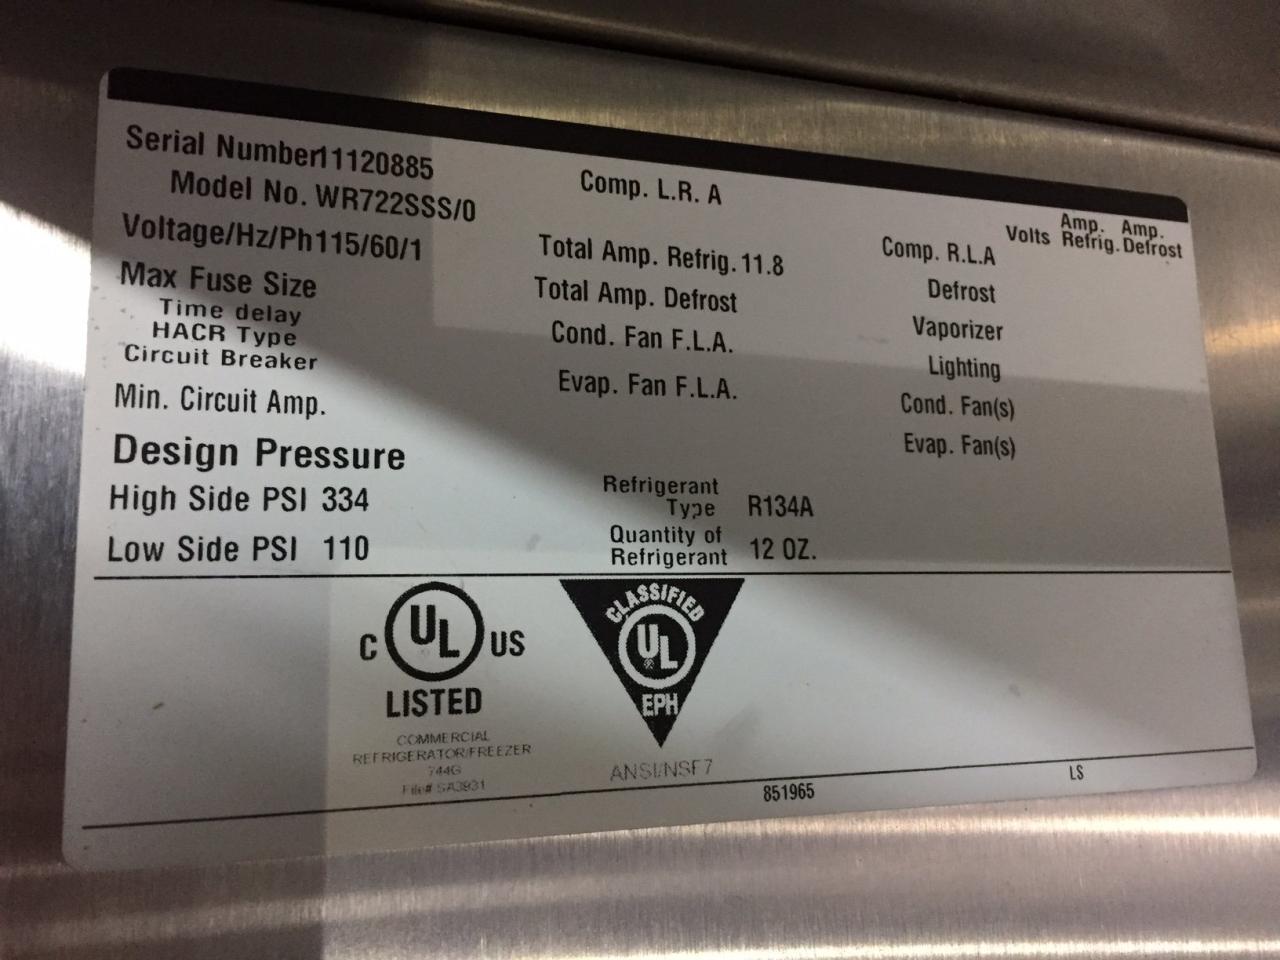 Serial Number11120885
Model No. WR722SSS/0
Voltage/Hz/Ph115/60/1
Max Fuse Size
Time delay
HACR Type
Circuit Breaker
Min. Circuit Amp.
Design Pressure
High Side PSI 334
Low Side PSI 110
Comp. L.R. A
Total Amp. Refrig. 11.8
Total Amp. Defrost
Cond. Fan F.L.A.
Evap. Fan F.L.A.
Refrigerant
Type R134A
Quantity of
Refrigerant 12 OZ.
Volts Amp. Refrig. Amp. Defrost
Comp. R.L.A
Defrost
Vaporizer
Lighting
Cond. Fan(s)
Evap. Fan(s)
C UL US
LISTED
COMMERCIAL
REFRIGERATOR/FREEZER
744G
File# SA3931
CLASSIFIED
UL
®
EPH
ANSI/NSF7
851965
LS